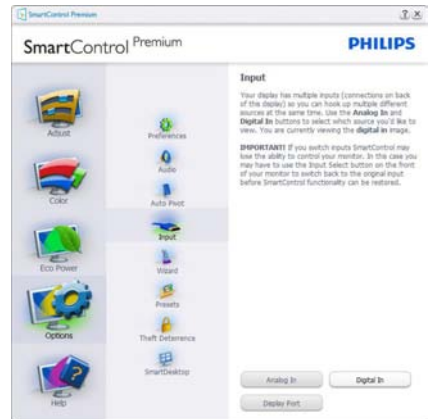 SmartControl Premium
SmartControl Premium
PHILIPS
Adjust
Color
Eco Power
Options
Help
Preferences
Audio
Auto Pivot
Input
Wizard
Presets
Theft Deterrence
SmartDesktop
Input
Your display has multiple inputs (connections on back
of this display) so you can hook up multiple different
sources at the same time. Use the Analog In and
Digital In buttons to select which source you'd like to
view. You are currently viewing the digital in image.
IMPORTANT! If you switch inputs SmartControl may
lose the ability to control your monitor. In the case you
may have to use the Input Select button on the front
of your monitor to switch back to the original input
before SmartControl functionality can be restored.
Analog In
Digital In
Display Port